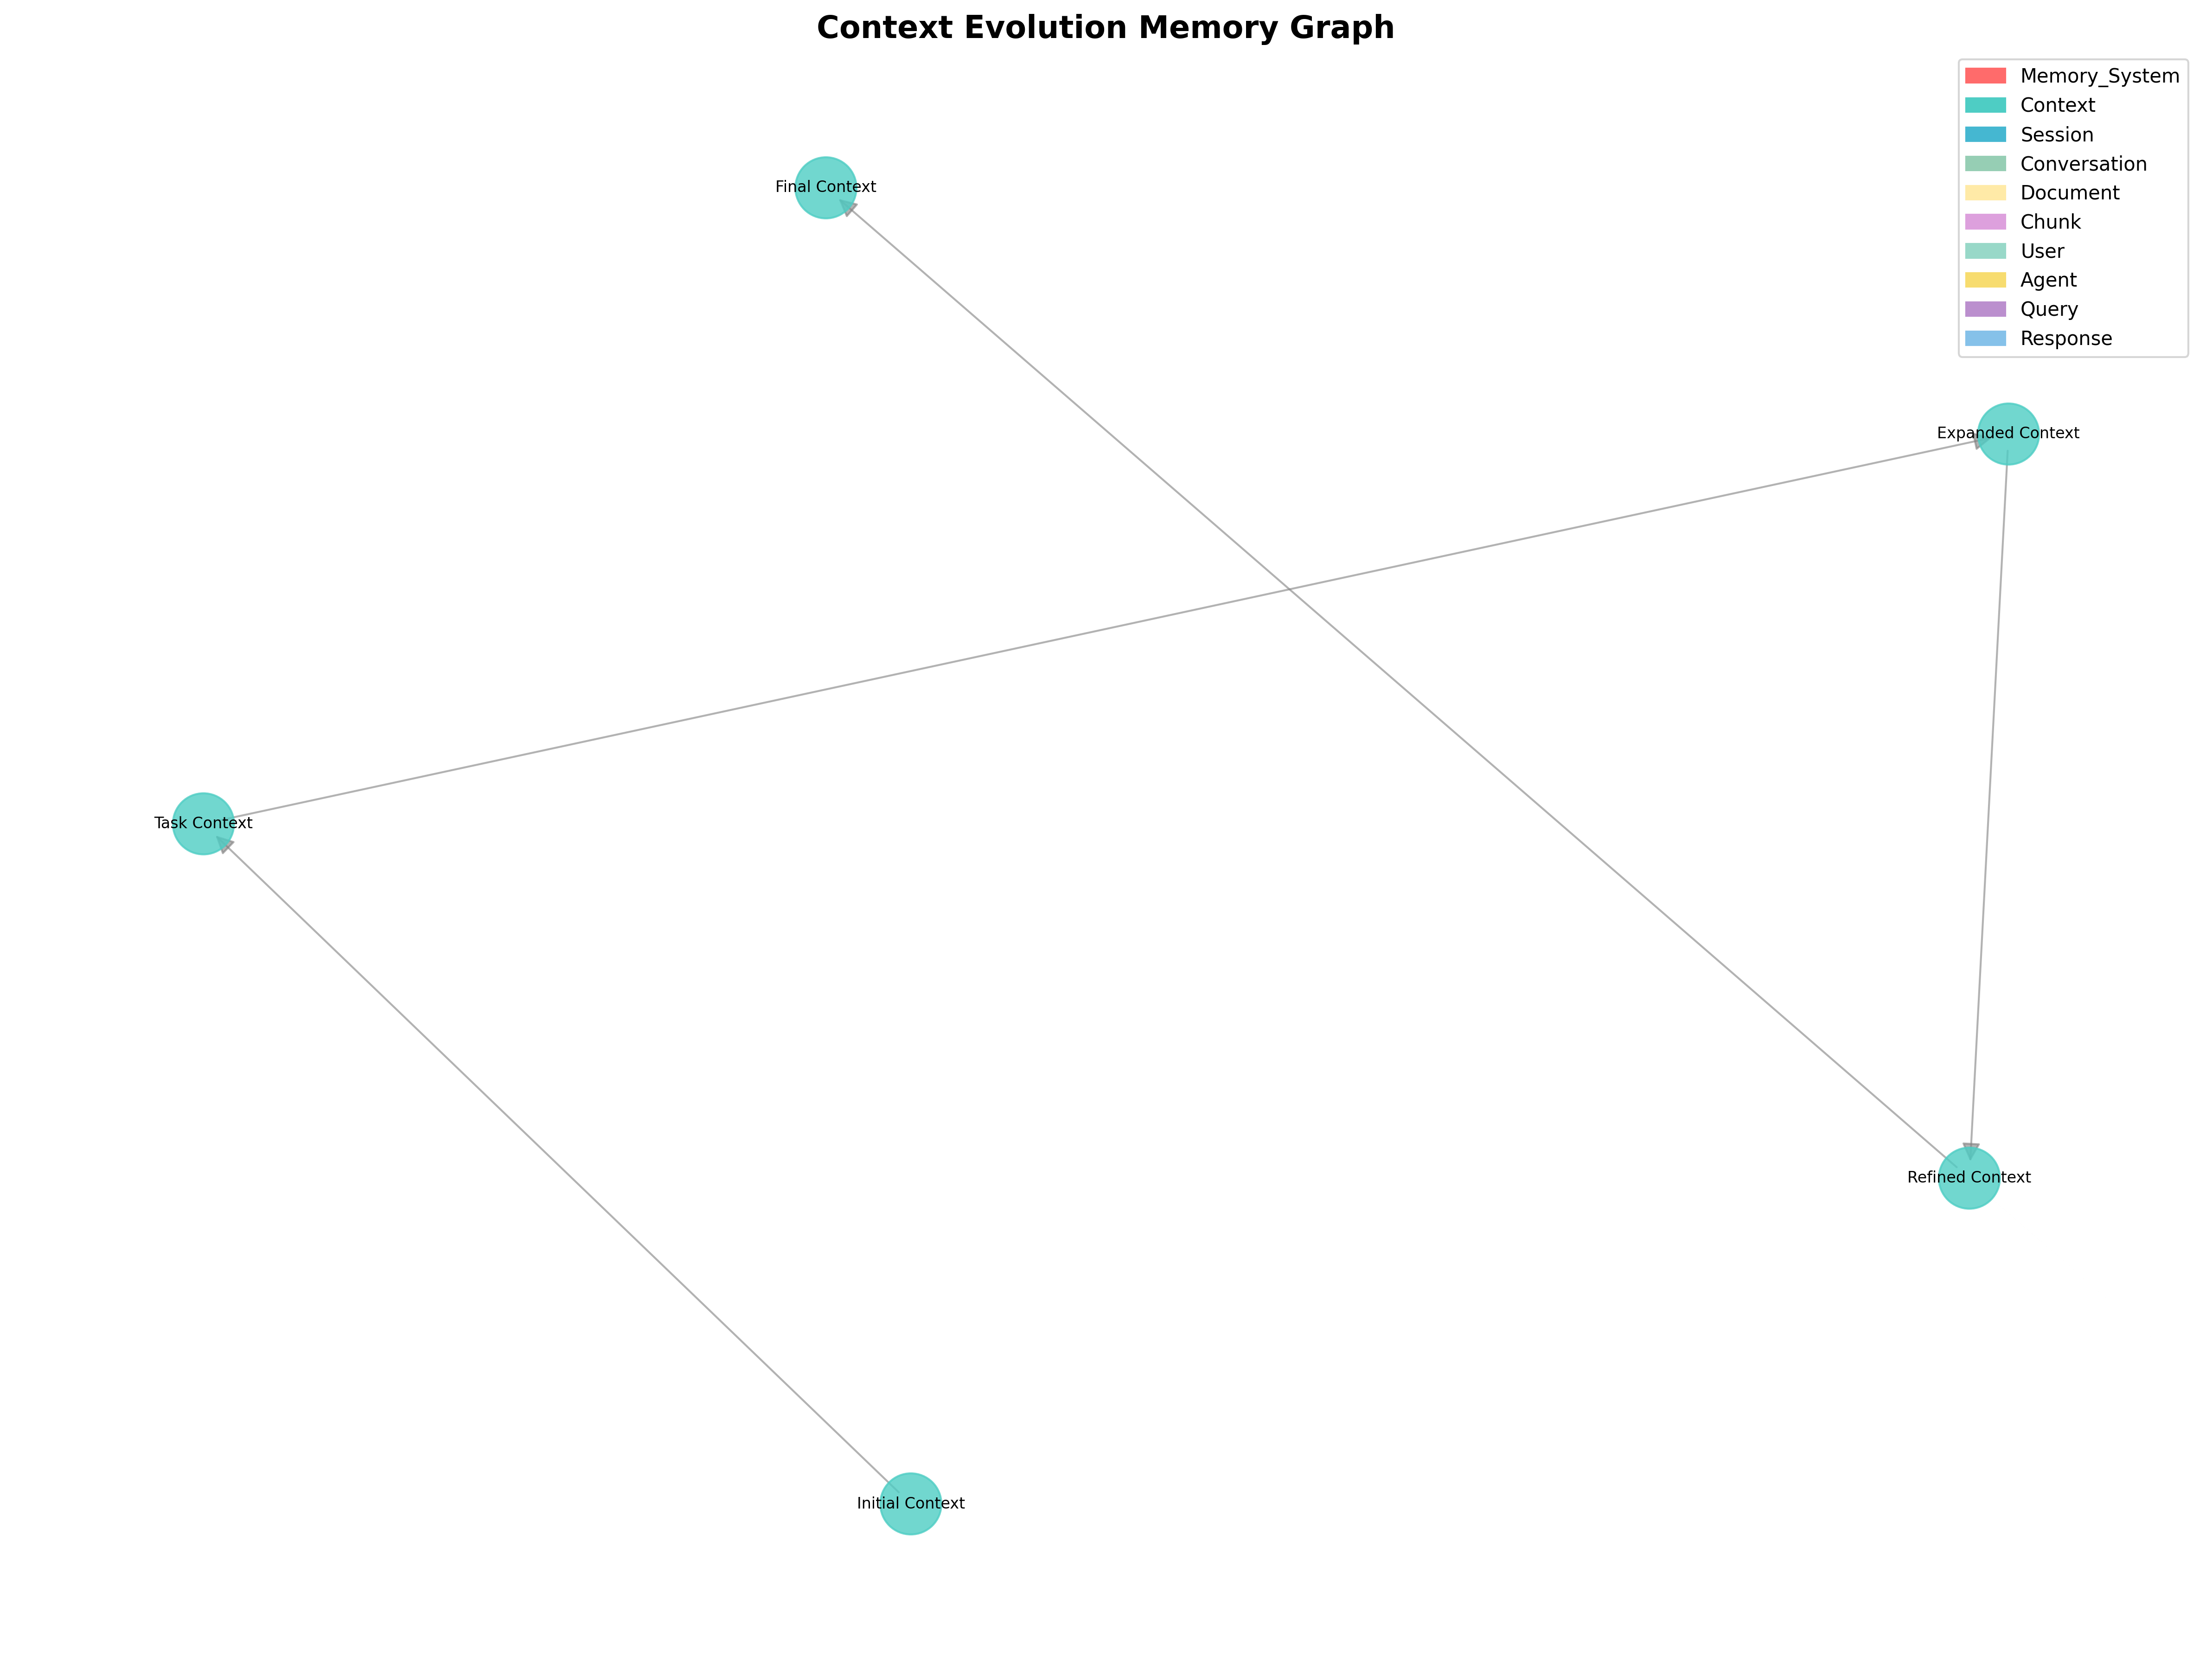 Context Evolution Memory Graph
Memory_System
Context
Session
Conversation
Document
Chunk
User
Agent
Query
Response
Final Context
Expanded Context
Task Context
Refined Context
Initial Context